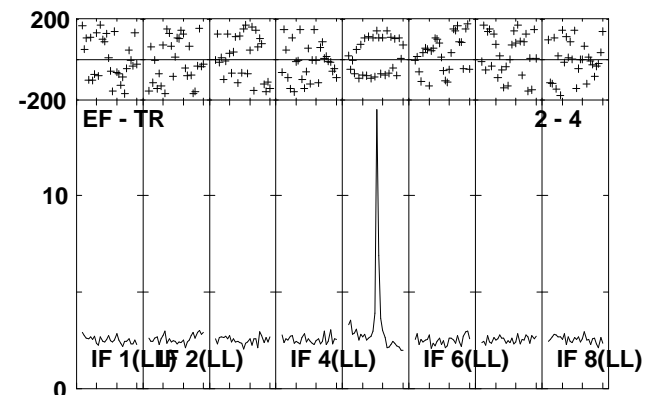 200
-200
EF - TR 2 - 4
10
IF 1(LL) IF 2(LL) IF 4(LL) IF 6(LL) IF 8(LL)
0